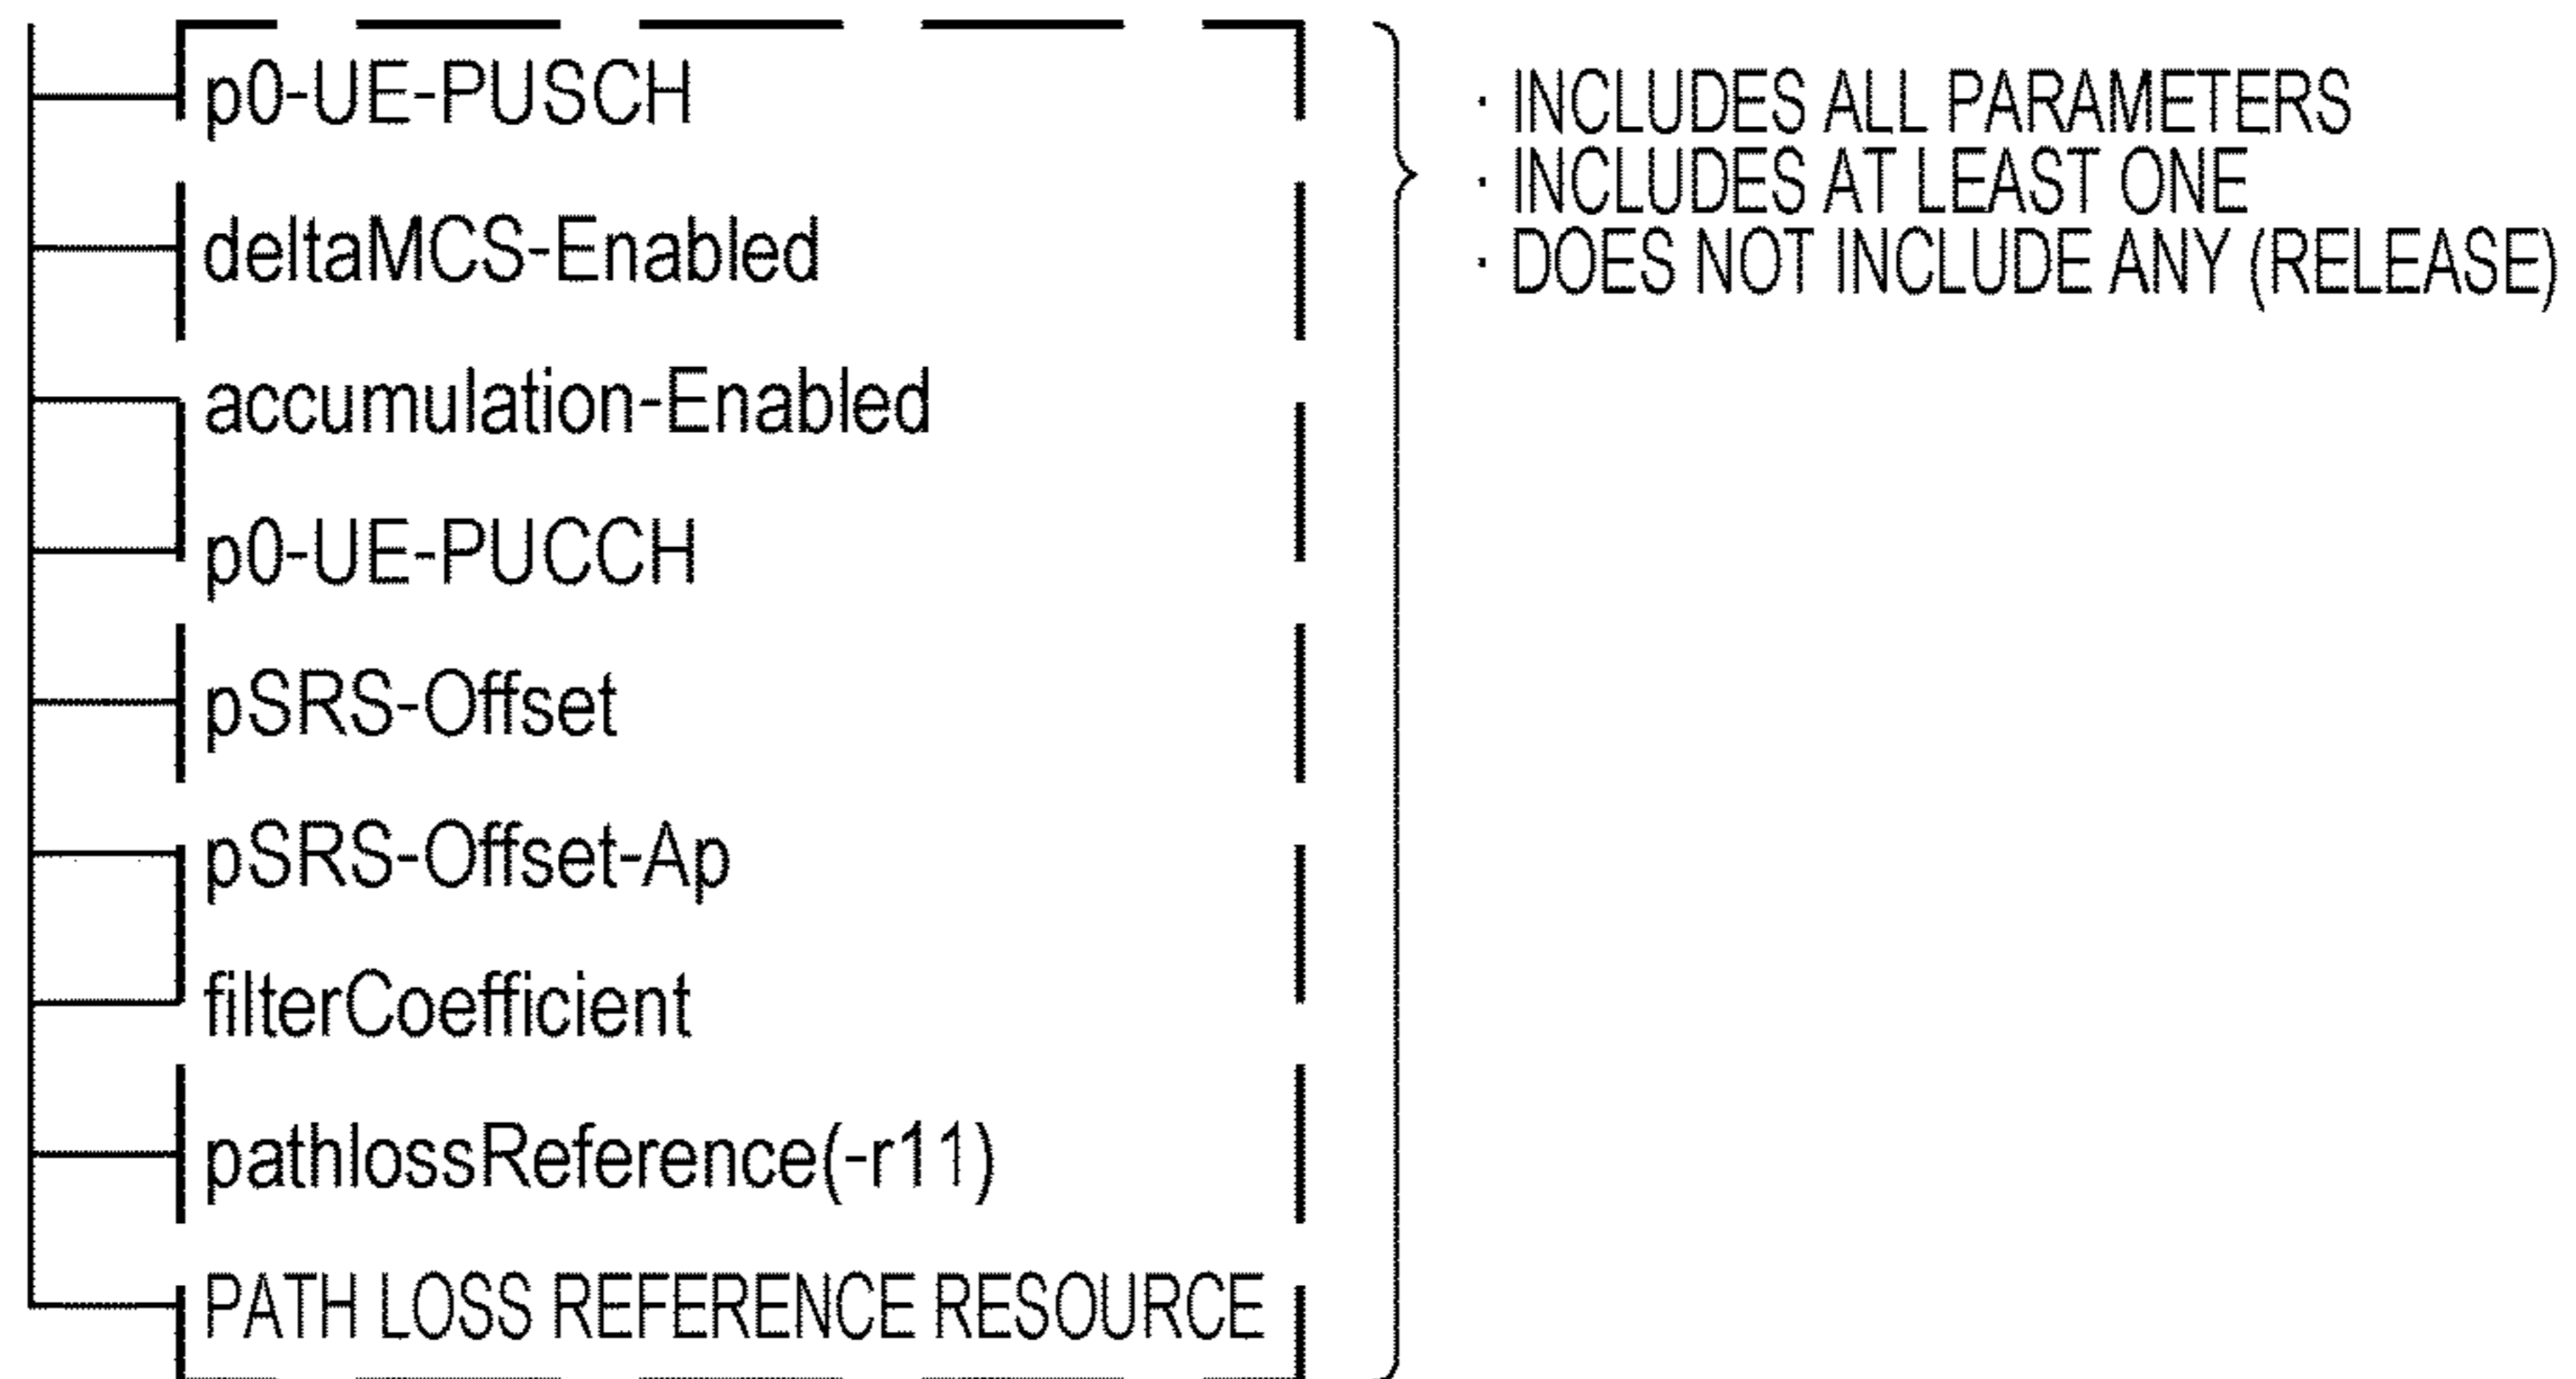 p0-UE-PUSCH
deltaMCS-Enabled
accumulation-Enabled
p0-UE-PUCCH
pSRS-Offset
pSRS-Offset-Ap
filterCoefficient
pathlossReference(-r11)
PATH LOSS REFERENCE RESOURCE
· INCLUDES ALL PARAMETERS
· INCLUDES AT LEAST ONE
· DOES NOT INCLUDE ANY (RELEASE)